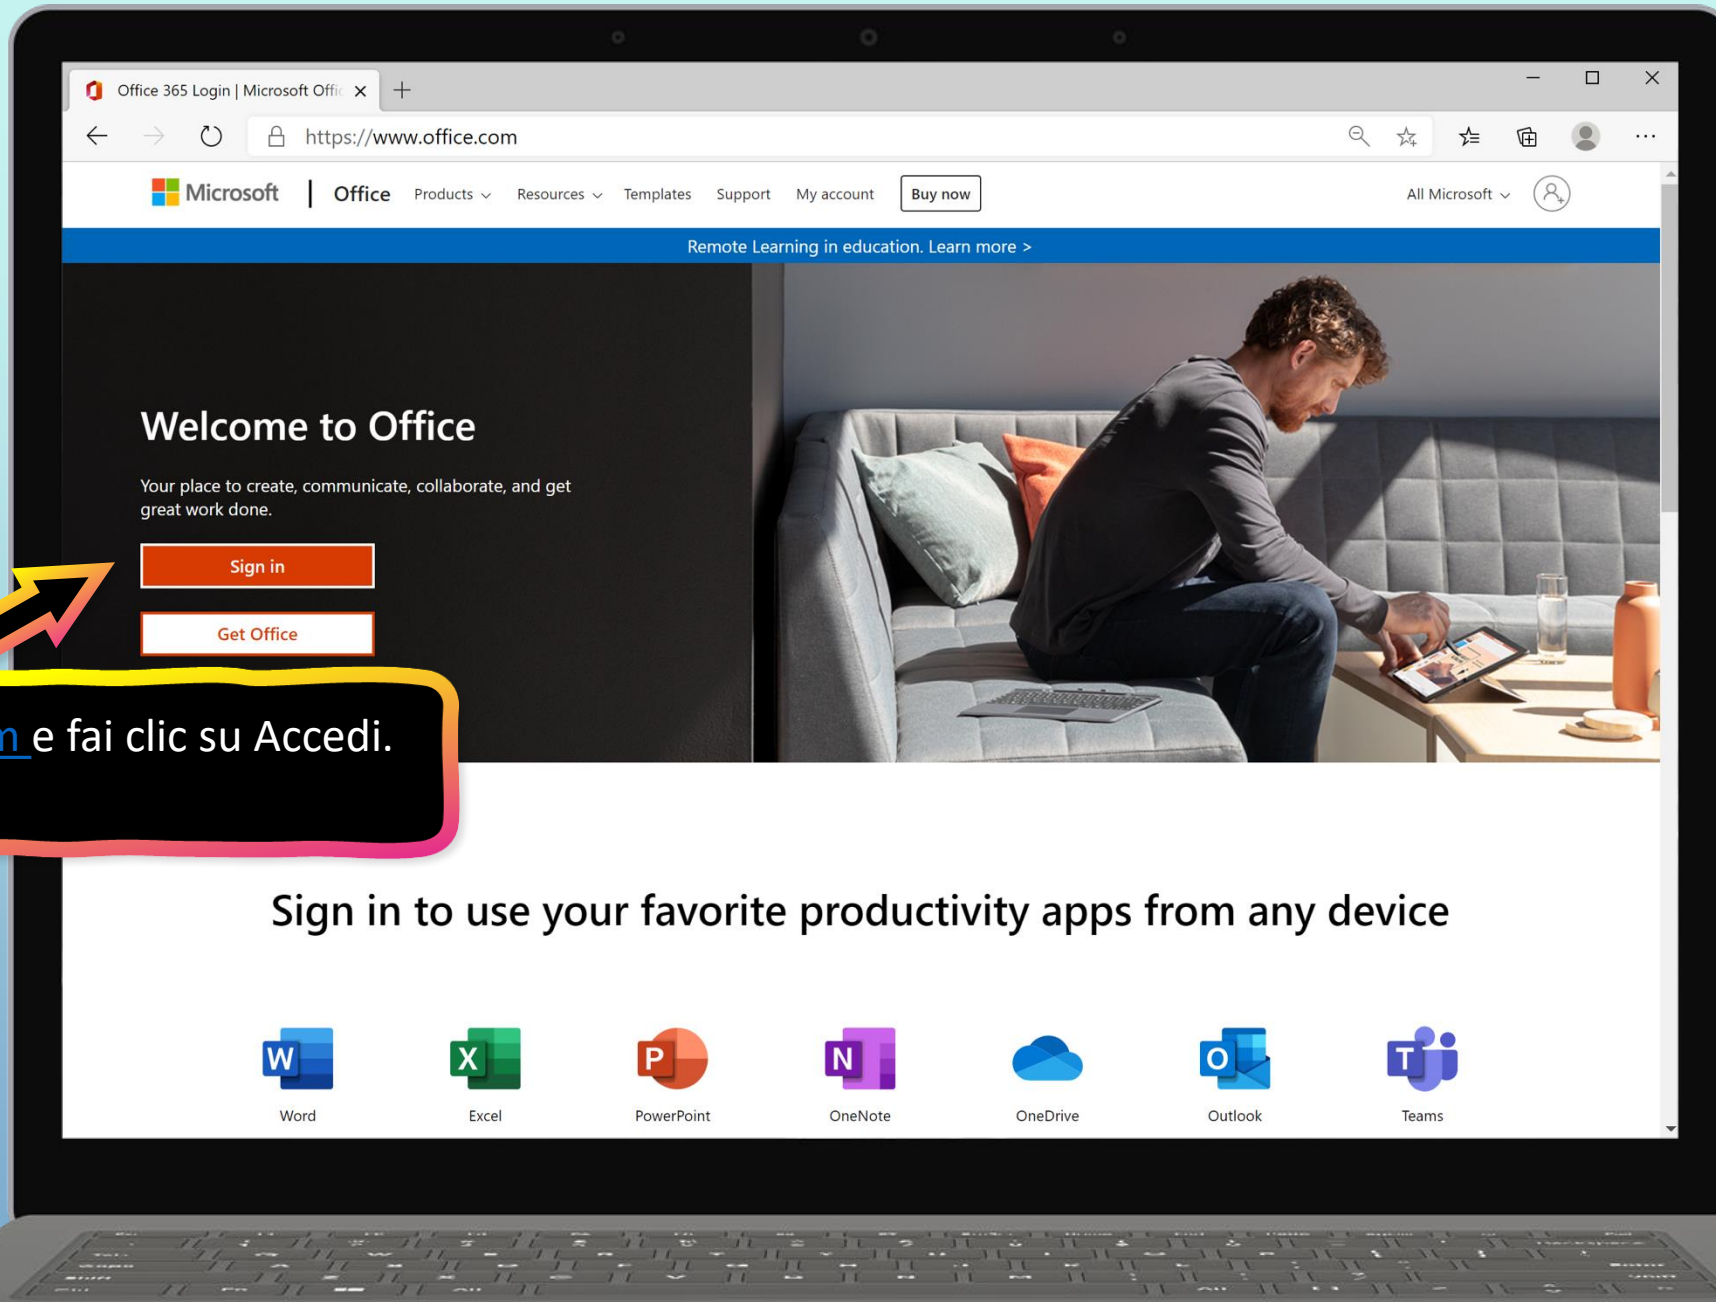 Office 365 Login | Microsoft Offic
https://www.office.com
Microsoft | Office Products Resources Templates Support My account Buy now All Microsoft
Remote Learning in education. Learn more >
Welcome to Office
Your place to create, communicate, collaborate, and get
great work done.
Sign in
Get Office
m e fai clic su Accedi.
Sign in to use your favorite productivity apps from any device
W X P N O T
Word Excel PowerPoint OneNote OneDrive Outlook Teams